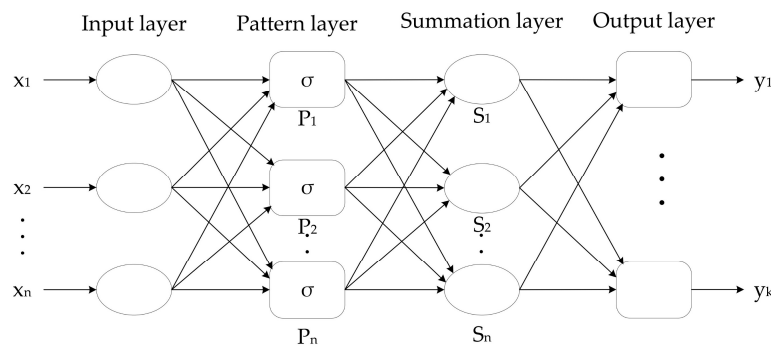 Input layer
Pattern layer
Summation layer
Output layer
x1
σ
y1
P1
S1
x2
σ
P2
S2
xn
σ
yk
Pn
Sn